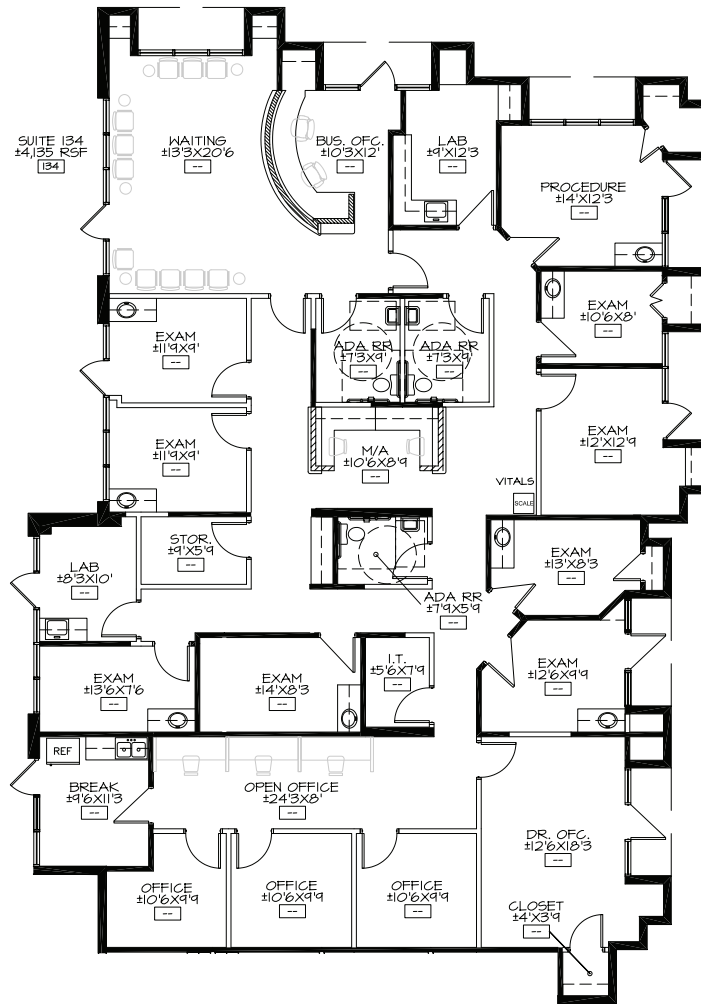 SUITE 134
±4,135 RSF
134
WAITING
±13'3X20'6
--
BUS. OFC.
±10'3X12'
--
LAB
±9'X12'3
--
PROCEDURE
±14'X12'3
--
EXAM
±11'9X9'
--
ADA RR
±7'3X9'
--
ADA RR
±7'3X9'
--
EXAM
±10'6X8'
--
EXAM
±11'9X9'
--
M/A
±10'6X8'9
--
EXAM
±12'X12'9
--
VITALS
SCALE
STOR.
±9'X5'9
--
LAB
±8'3X10'
--
ADA RR
±7'9X5'9
--
EXAM
±13'X8'3
--
EXAM
±13'6X7'6
--
EXAM
±14'X8'3
--
I.T.
±5'6X7'9
--
EXAM
±12'6X9'9
--
REF
BREAK
±9'6X11'3
--
OPEN OFFICE
±24'3X8'
--
DR. OFC.
±12'6X18'3
--
OFFICE
±10'6X9'9
--
OFFICE
±10'6X9'9
--
OFFICE
±10'6X9'9
--
CLOSET
±4'X3'9
--